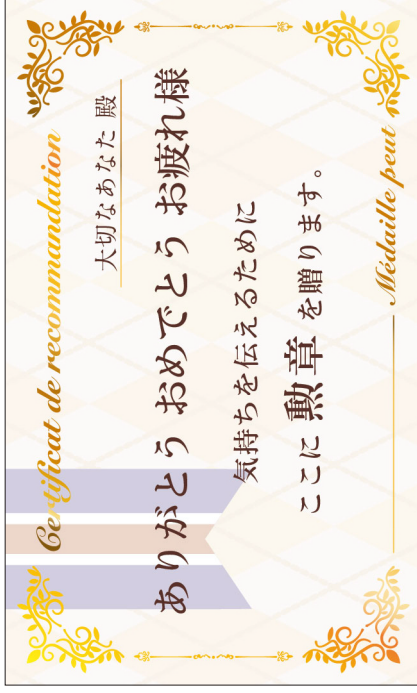 Certificat de recommandation
大切なあなた 殿
ありがとう おめでとう お疲れ様
気持ちを伝えるために
ここに 勲章 を贈ります。
Médaille peut